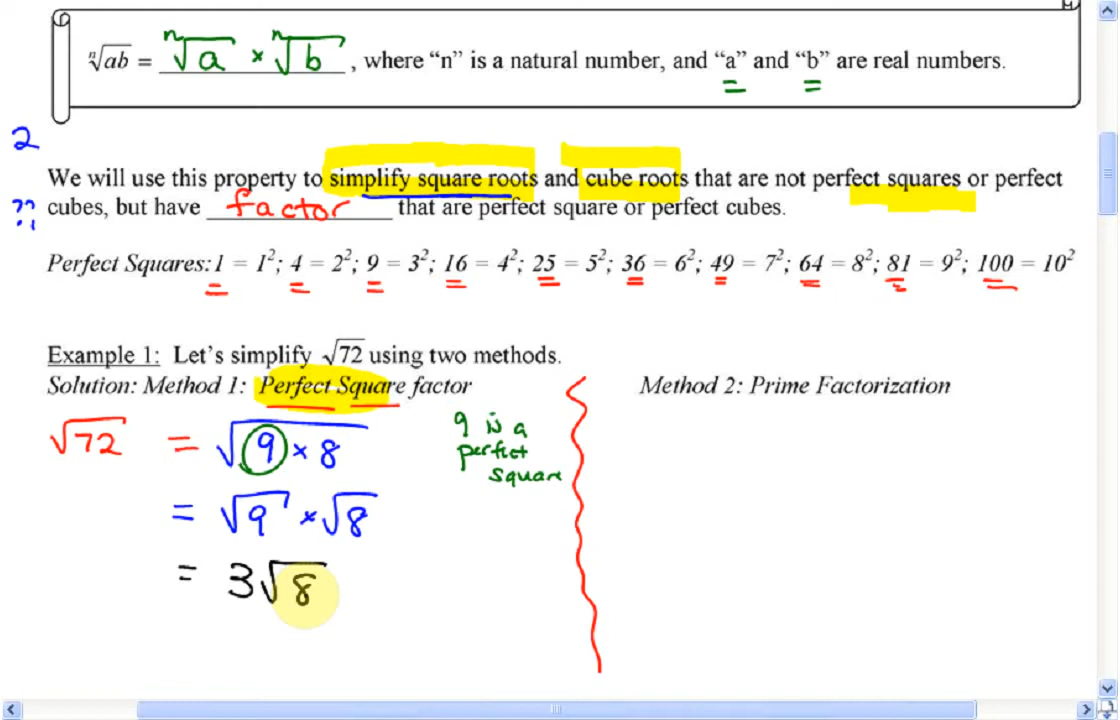 ⁿ√ab = ⁿ√a × ⁿ√b , where “n” is a natural number, and “a” and “b” are real numbers.
2
We will use this property to simplify square roots and cube roots that are not perfect squares or perfect
??
cubes, but have factor that are perfect square or perfect cubes.
Perfect Squares: 1 = 1²; 4 = 2²; 9 = 3²; 16 = 4²; 25 = 5²; 36 = 6²; 49 = 7²; 64 = 8²; 81 = 9²; 100 = 10²
Example 1: Let’s simplify √72 using two methods.
Solution: Method 1: Perfect Square factor
Method 2: Prime Factorization
√72 = √9 × 8
= √9 × √8
= 3√8
9 is a
perfect
square